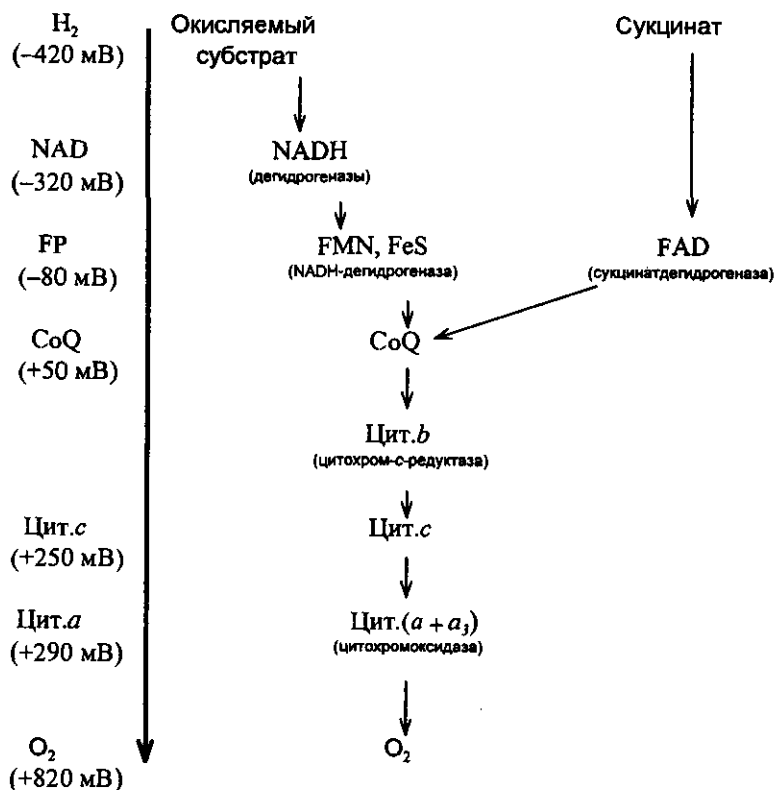 H₂
(–420 мВ)
Окисляемый
субстрат
Сукцинат
NAD
(–320 мВ)
NADH
(дегидрогеназы)
FP
(–80 мВ)
FMN, FeS
(NADH-дегидрогеназа)
FAD
(сукцинатдегидрогеназа)
CoQ
(+50 мВ)
CoQ
Цит.b
(цитохром-c-редуктаза)
Цит.c
(+250 мВ)
Цит.c
Цит.a
(+290 мВ)
Цит.(a + a₃)
(цитохромоксидаза)
O₂
(+820 мВ)
O₂